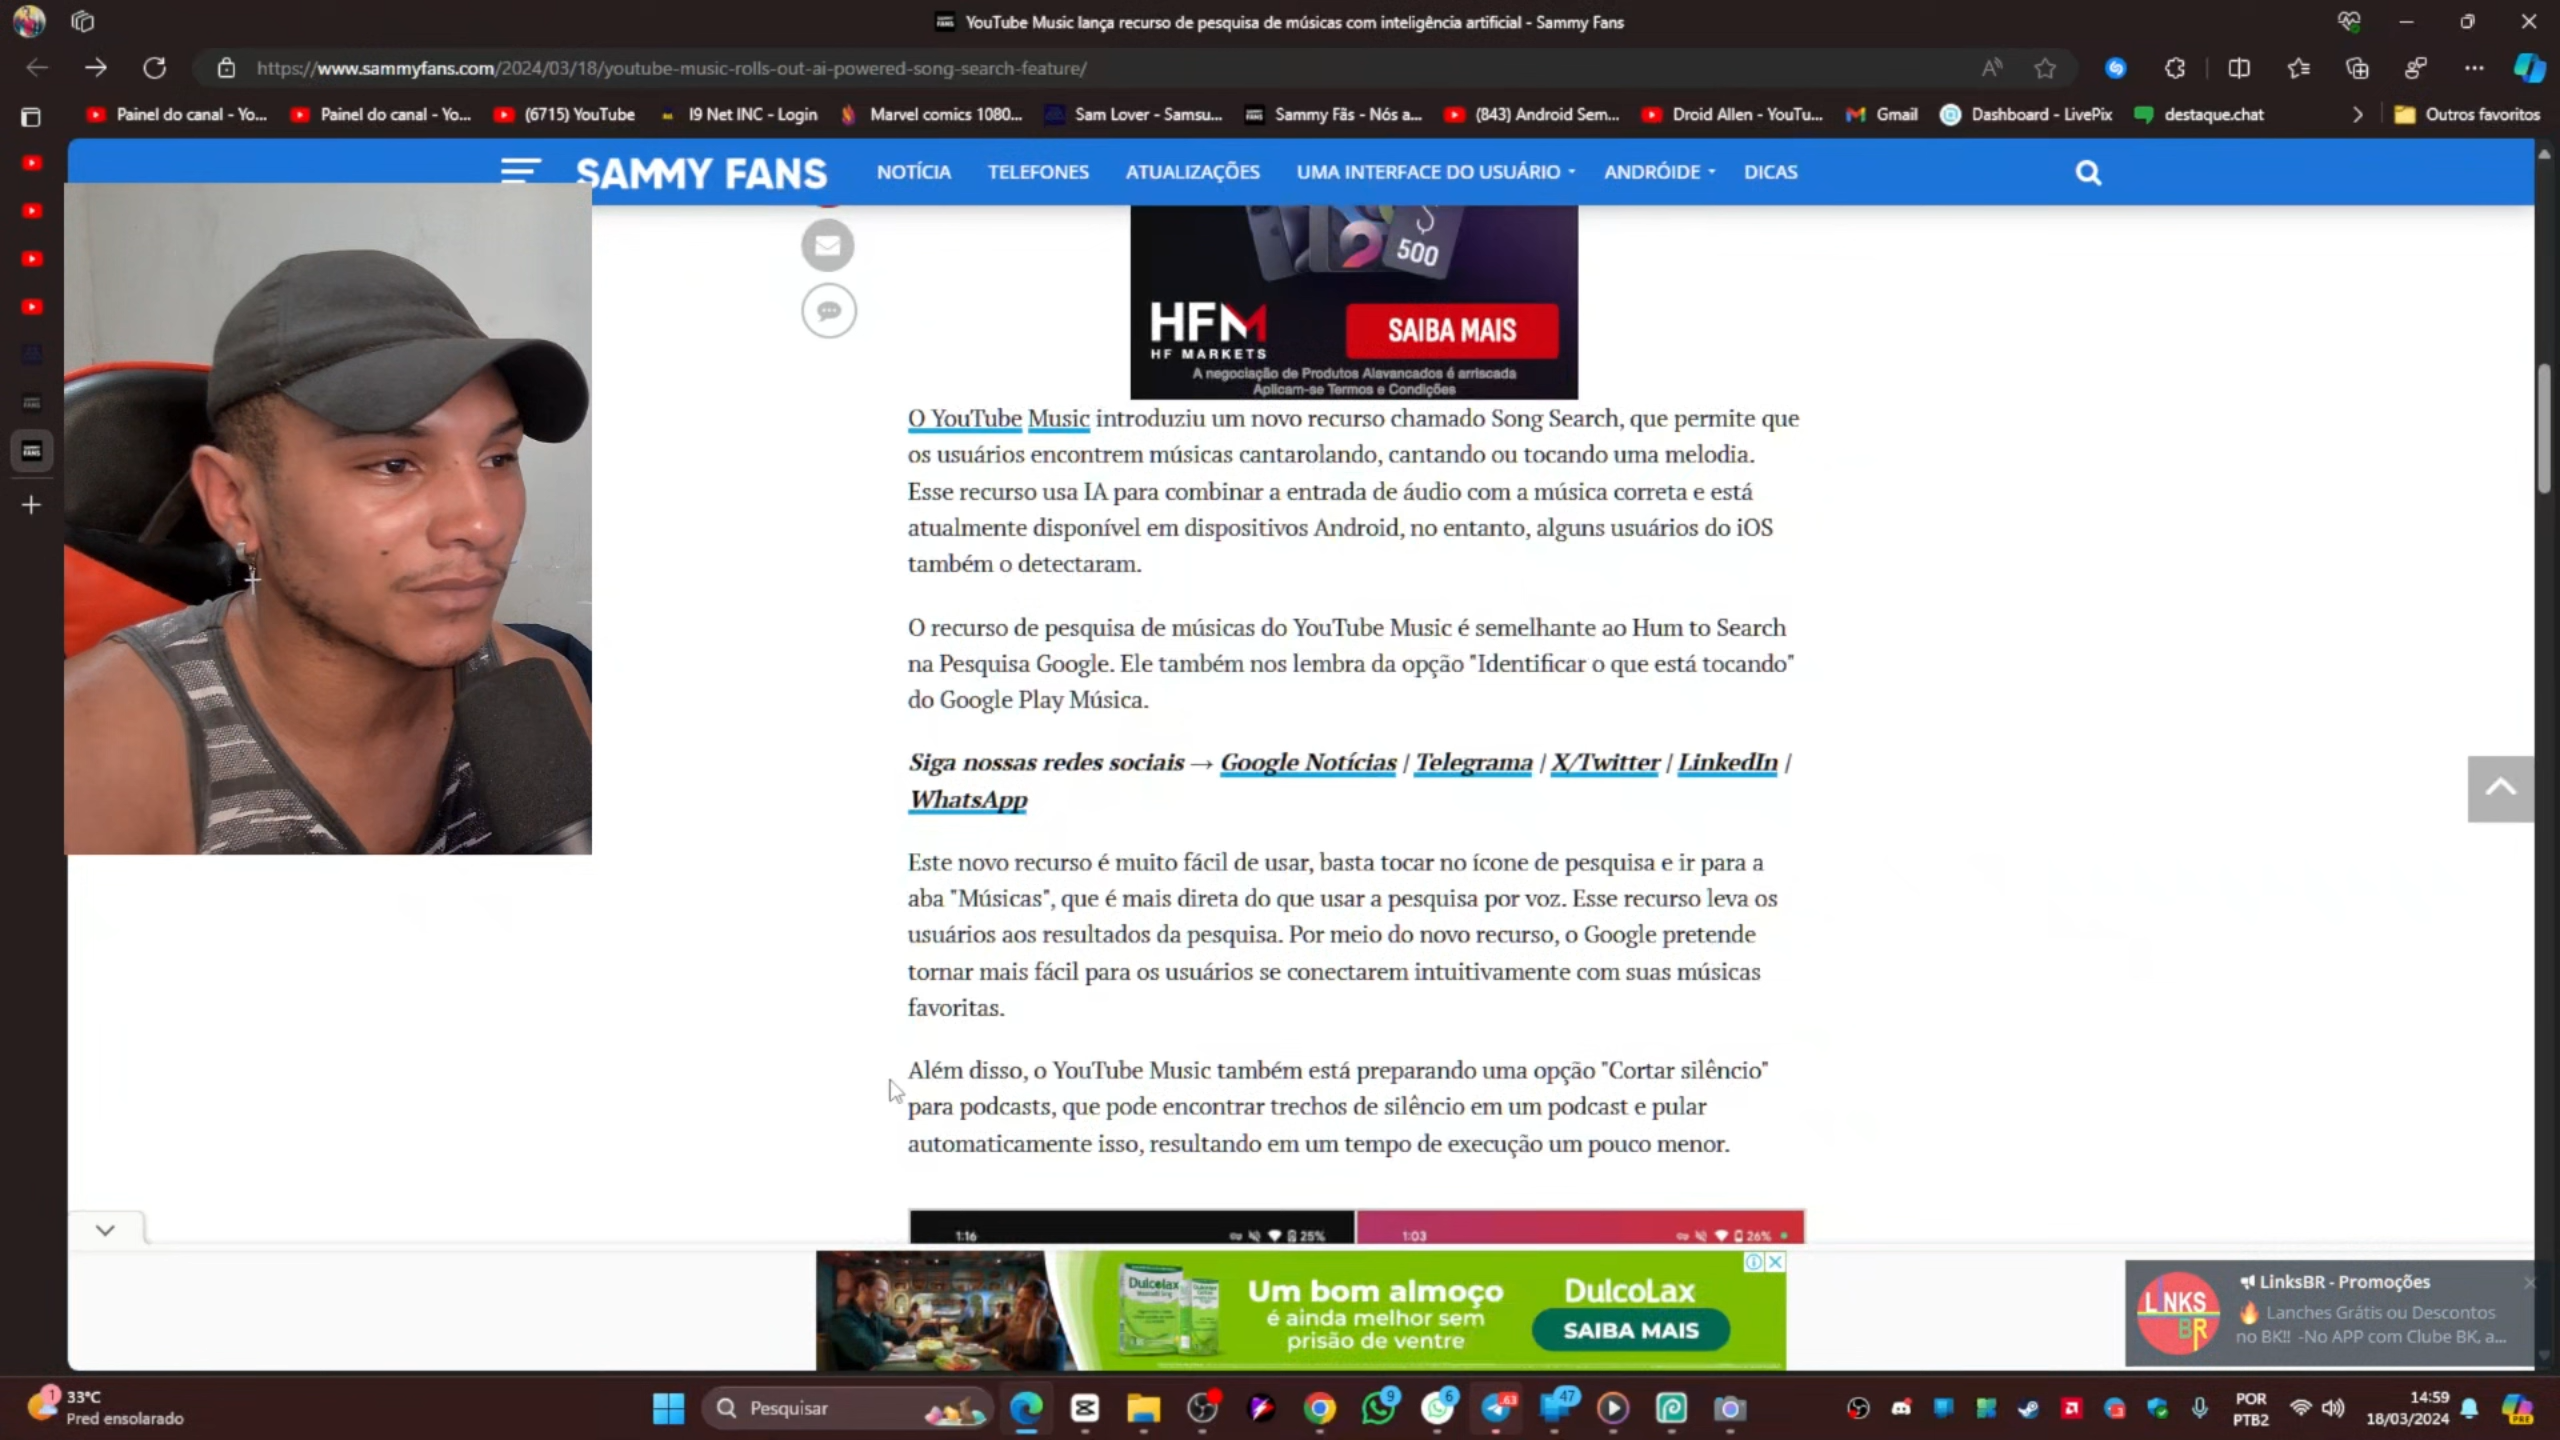 YouTube Music lança recurso de pesquisa de músicas com inteligência artificial - Sammy Fans
https://www.sammyfans.com/2024/03/18/youtube-music-rolls-out-ai-powered-song-search-feature/
Painel do canal - Yo...
Painel do canal - Yo...
(6715) YouTube
I9 Net INC - Login
Marvel comics 1080...
Sam Lover - Samsu...
Sammy Fãs - Nós a...
(843) Android Sem...
Droid Allen - YouTu...
Gmail
Dashboard - LivePix
destaque.chat
Outros favoritos
SAMMY FANS
NOTÍCIA
TELEFONES
ATUALIZAÇÕES
UMA INTERFACE DO USUÁRIO
ANDRÓIDE
DICAS
$
500
HFM
HF MARKETS
SAIBA MAIS
A negociação de Produtos Alavancados é arriscada
Aplicam-se Termos e Condições
O YouTube Music introduziu um novo recurso chamado Song Search, que permite que
os usuários encontrem músicas cantarolando, cantando ou tocando uma melodia.
Esse recurso usa IA para combinar a entrada de áudio com a música correta e está
atualmente disponível em dispositivos Android, no entanto, alguns usuários do iOS
também o detectaram.
O recurso de pesquisa de músicas do YouTube Music é semelhante ao Hum to Search
na Pesquisa Google. Ele também nos lembra da opção "Identificar o que está tocando"
do Google Play Música.
Siga nossas redes sociais → Google Notícias | Telegrama | X/Twitter | LinkedIn |
WhatsApp
Este novo recurso é muito fácil de usar, basta tocar no ícone de pesquisa e ir para a
aba "Músicas", que é mais direta do que usar a pesquisa por voz. Esse recurso leva os
usuários aos resultados da pesquisa. Por meio do novo recurso, o Google pretende
tornar mais fácil para os usuários se conectarem intuitivamente com suas músicas
favoritas.
Além disso, o YouTube Music também está preparando uma opção "Cortar silêncio"
para podcasts, que pode encontrar trechos de silêncio em um podcast e pular
automaticamente isso, resultando em um tempo de execução um pouco menor.
1:16
25%
1:03
26%
Dulcolax
Um bom almoço
é ainda melhor sem
prisão de ventre
DulcoLax
SAIBA MAIS
LINKS
BR
LinksBR - Promoções
Lanches Grátis ou Descontos
no BK!! -No APP com Clube BK, a...
1
33°C
Pred ensolarado
Pesquisar
9
6
63
47
POR
PTB2
14:59
18/03/2024
PRE